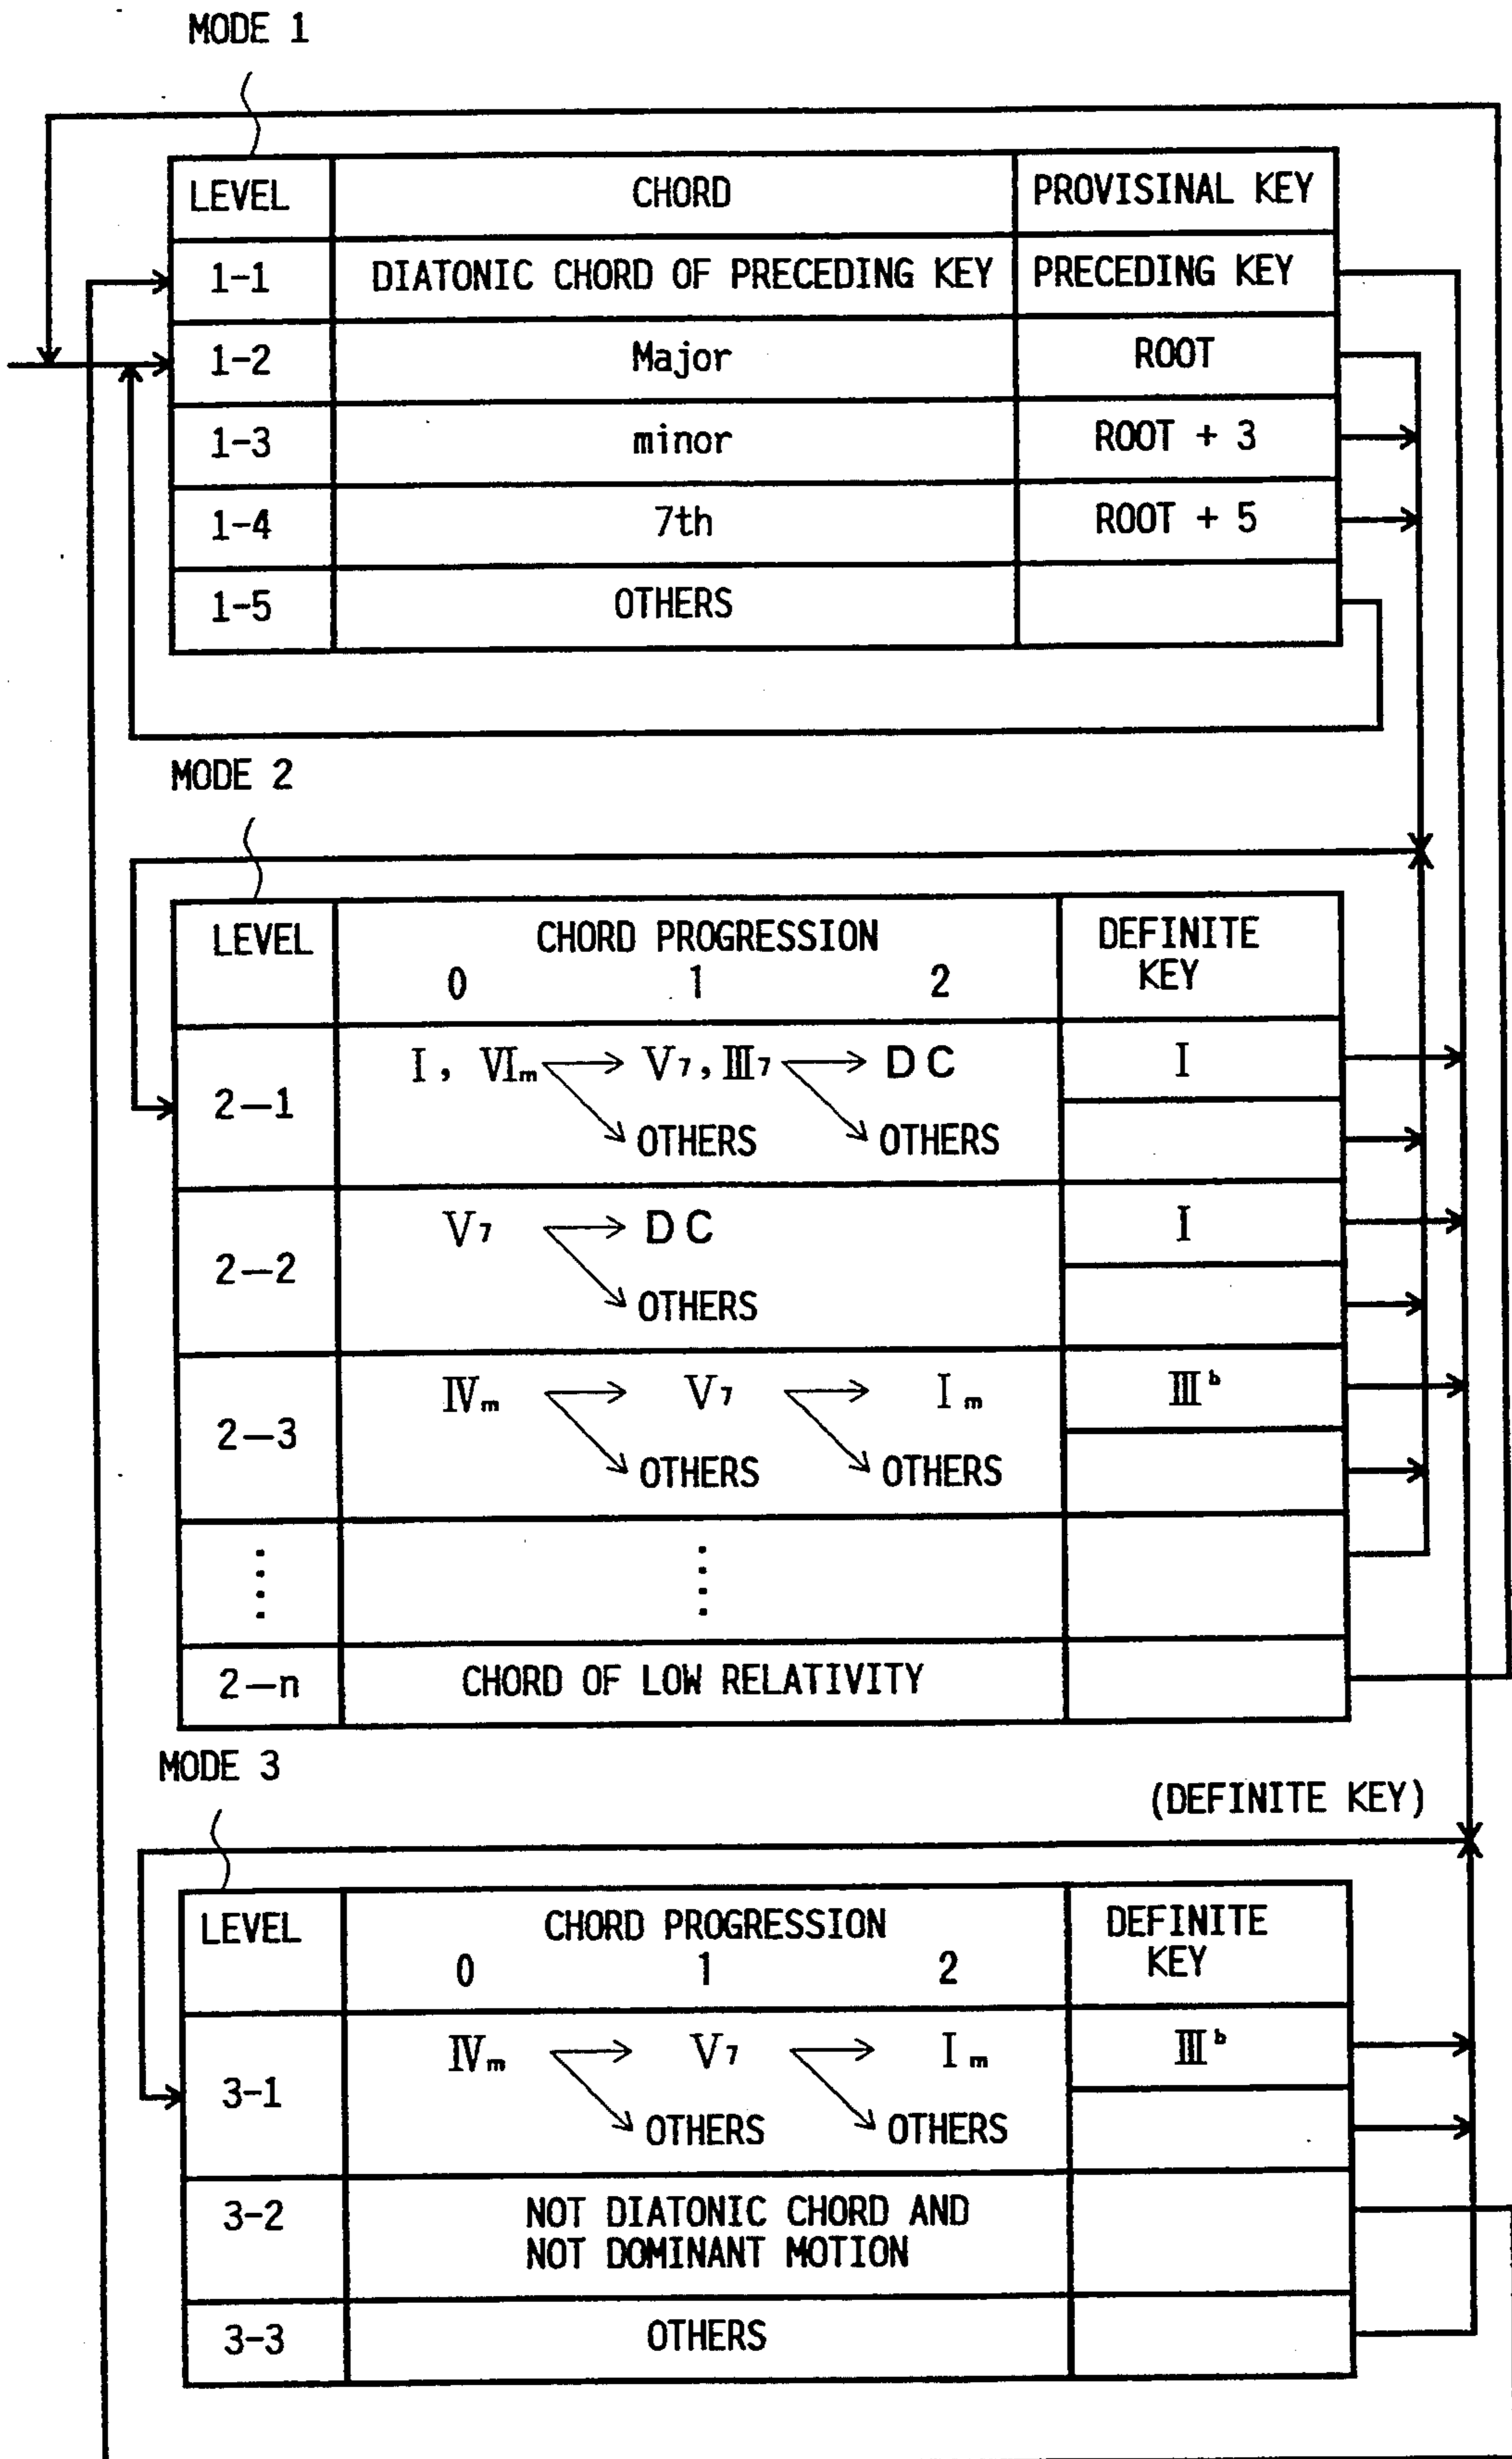 MODE 1
LEVEL CHORD PROVISINAL KEY
1-1 DIATONIC CHORD OF PRECEDING KEY PRECEDING KEY
1-2 Major ROOT
1-3 minor ROOT + 3
1-4 7th ROOT + 5
1-5 OTHERS
MODE 2
LEVEL CHORD PROGRESSION DEFINITE
0 1 2 KEY
2-1 I, VIm → V7, III7 → DC I
OTHERS OTHERS
2-2 V7 → DC I
OTHERS
2-3 IVm → V7 → Im III♭
OTHERS OTHERS
⋮ ⋮
2-n CHORD OF LOW RELATIVITY
MODE 3
(DEFINITE KEY)
LEVEL CHORD PROGRESSION DEFINITE
0 1 2 KEY
3-1 IVm → V7 → Im III♭
OTHERS OTHERS
3-2 NOT DIATONIC CHORD AND
NOT DOMINANT MOTION
3-3 OTHERS